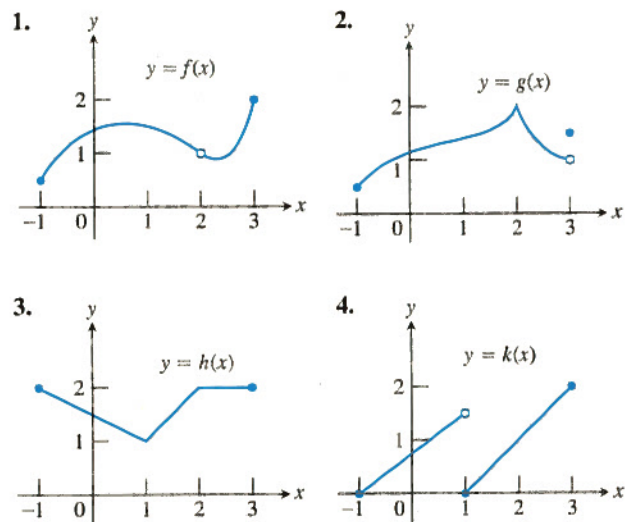 1.
y
y = f(x)
2
1
-1 0 1 2 3 x
2.
y
y = g(x)
2
1
-1 0 1 2 3 x
3.
y
y = h(x)
2
1
-1 0 1 2 3 x
4.
y
y = k(x)
2
1
-1 0 1 2 3 x